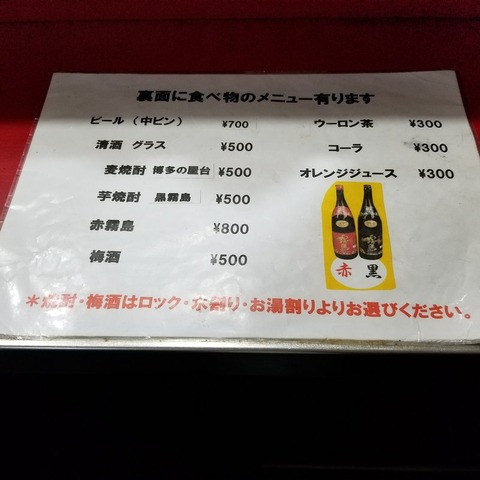 裏面に食べ物のメニュー有ります
ビール（中ビン） ¥700
清酒 グラス ¥500
麦焼酎 博多の屋台 ¥500
芋焼酎 黒霧島 ¥500
赤霧島 ¥800
梅酒 ¥500
ウーロン茶 ¥300
コーラ ¥300
オレンジジュース ¥300
赤 黒
＊焼酎・梅酒はロック・水割り・お湯割りよりお選びください。